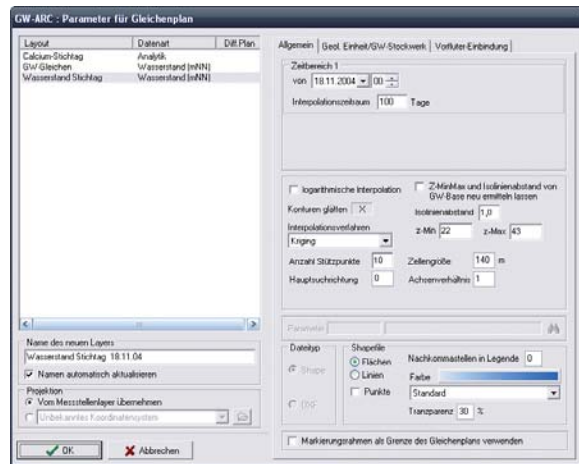 GW-ARC : Parameter für Gleichenplan
Layout Datenart Diff.Plan
Calcium-Stichtag Analytik
GW-Gleichen Wasserstand [mNN]
Wasserstand Stichtag Wasserstand [mNN]
Name des neuen Layers
Wasserstand Stichtag 18.11.04
Namen automatisch aktualisieren
Projektion
Vom Messstellenlayer übernehmen
Unbekanntes Koordinatensystem
OK Abbrechen
Allgemein Geol. Einheit/GW-Stockwerk Vorfluter-Einbindung
Zeitbereich 1
von 18.11.2004 00
Interpolationszeitraum 100 Tage
logarithmische Interpolation
Z-MinMax und Isolinienabstand von GW-Base neu ermitteln lassen
Konturen glätten X
Isolinienabstand 1,0
Interpolationsverfahren
z-Min 22 z-Max 43
Kriging
Anzahl Stützpunkte 10 Zellengröße 140 m
Hauptsuchrichtung 0 Achsenverhältnis 1
Parameter
Dateityp Shapefile
Shape
DXF
Flächen
Linien
Punkte
Nachkommastellen in Legende 0
Farbe
Standard
Tranzparenz 30 %
Markierungsrahmen als Grenze des Gleichenplans verwenden